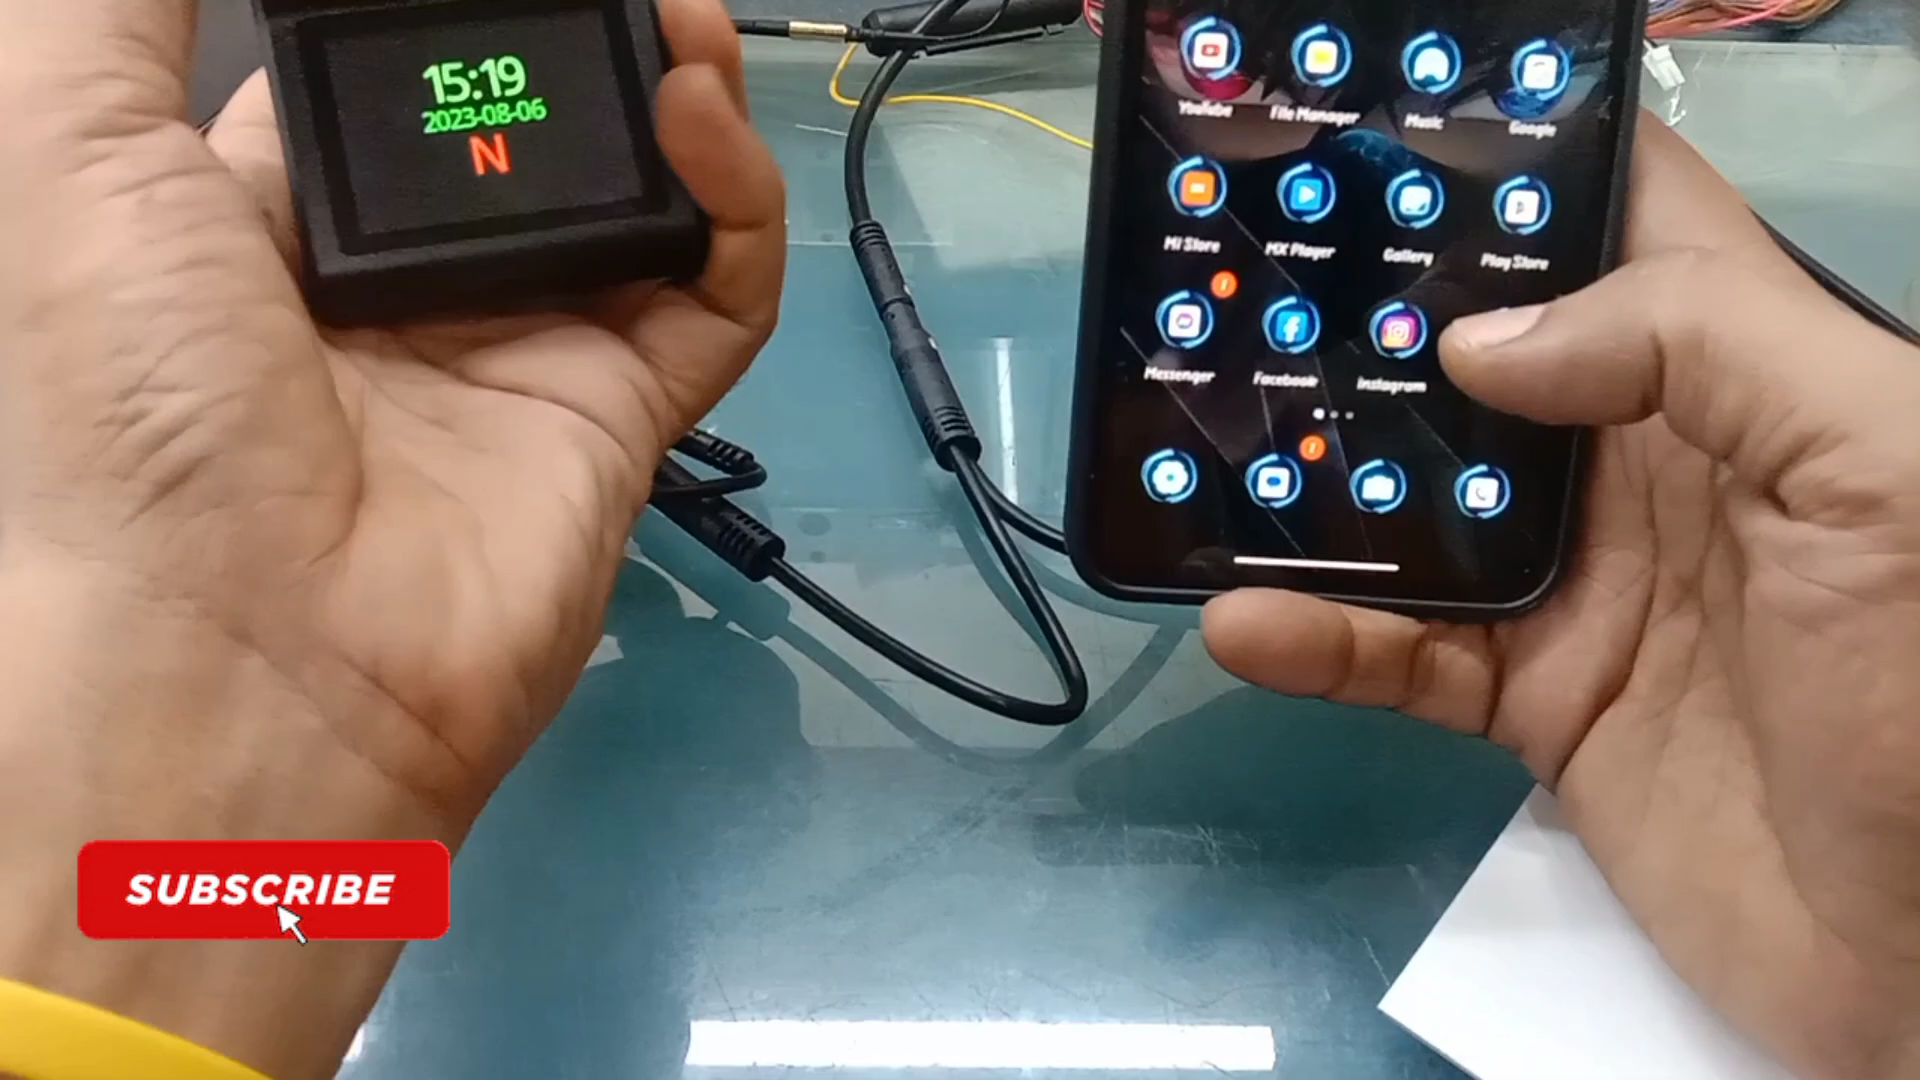 15:19
2023-08-06
N
YouTube
File Manager
Music
Google
Mi Store
MX Player
Gallery
Play Store
Messenger
Facebook
Instagram
SUBSCRIBE